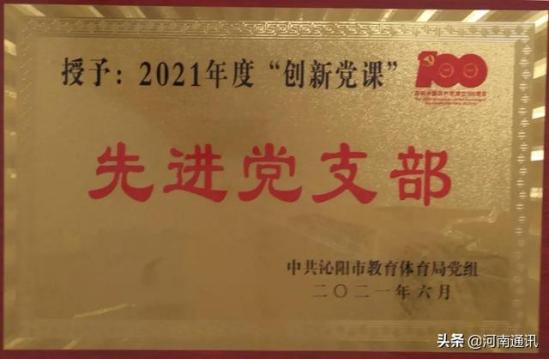 授予：2021年度“创新党课”
100
先进党支部
中共沁阳市教育体育局党组
二〇二一年六月
头条 @河南通讯